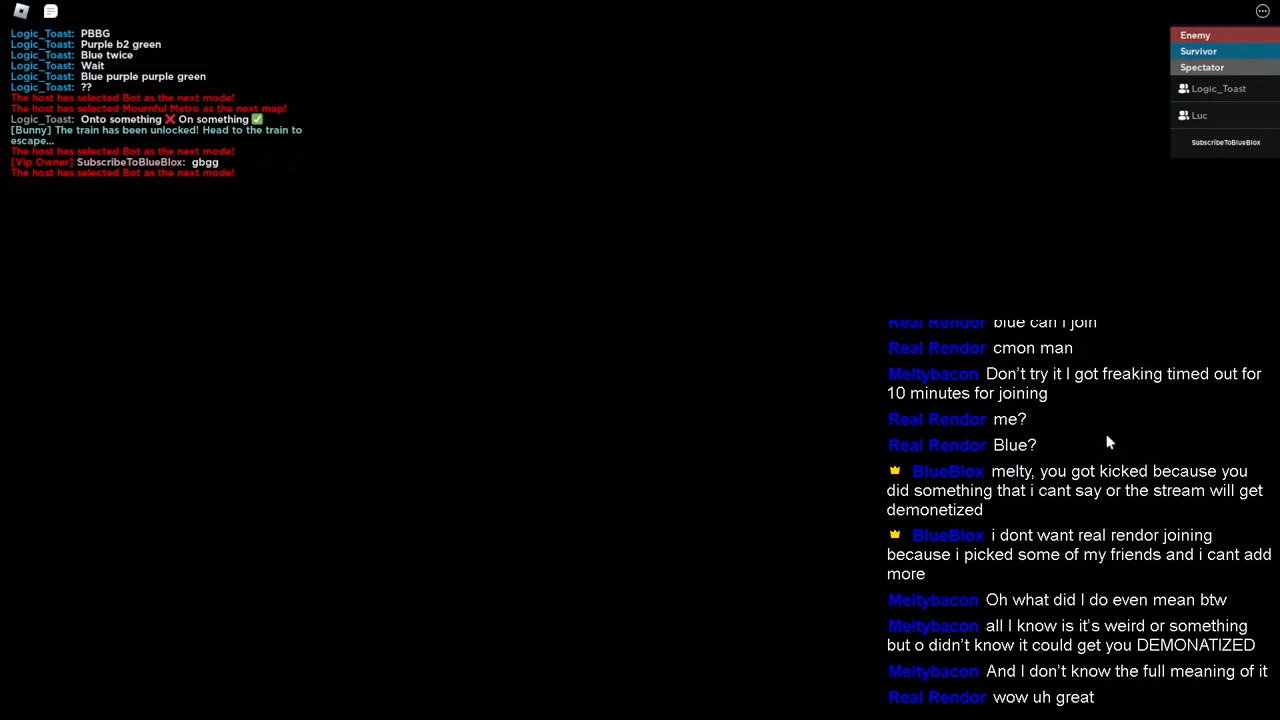 Logic_Toast: PBBG
Logic_Toast: Purple b2 green
Logic_Toast: Blue twice
Logic_Toast: Wait
Logic_Toast: Blue purple purple green
Logic_Toast: ??
The host has selected Bot as the next mode!
The host has selected Mournful Metro as the next map!
Logic_Toast: Onto something ❌ On something ✅
[Bunny] The train has been unlocked! Head to the train to
escape...
The host has selected Bot as the next mode!
[Vip Owner] SubscribeToBlueBlox: gbgg
The host has selected Bot as the next mode!
Enemy
Survivor
Spectator
Logic_Toast
Luc
SubscribeToBlueBlox
Real Rendor blue can i join
Real Rendor cmon man
Meltybacon Don't try it I got freaking timed out for
10 minutes for joining
Real Rendor me?
Real Rendor Blue?
BlueBlox melty, you got kicked because you
did something that i cant say or the stream will get
demonetized
BlueBlox i dont want real rendor joining
because i picked some of my friends and i cant add
more
Meltybacon Oh what did I do even mean btw
Meltybacon all I know is it's weird or something
but o didn't know it could get you DEMONATIZED
Meltybacon And I don't know the full meaning of it
Real Rendor wow uh great